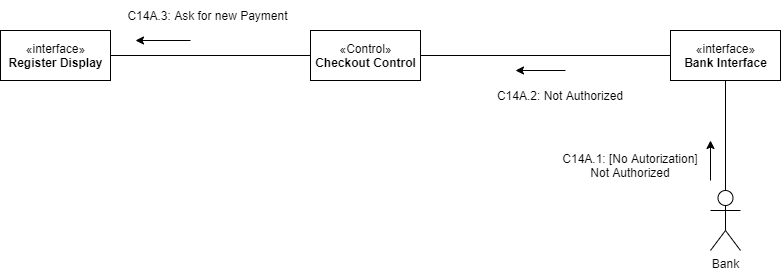 C14A.3: Ask for new Payment
«interface»
Register Display
«Control»
Checkout Control
«interface»
Bank Interface
C14A.2: Not Authorized
C14A.1: [No Autorization]
Not Authorized
Bank